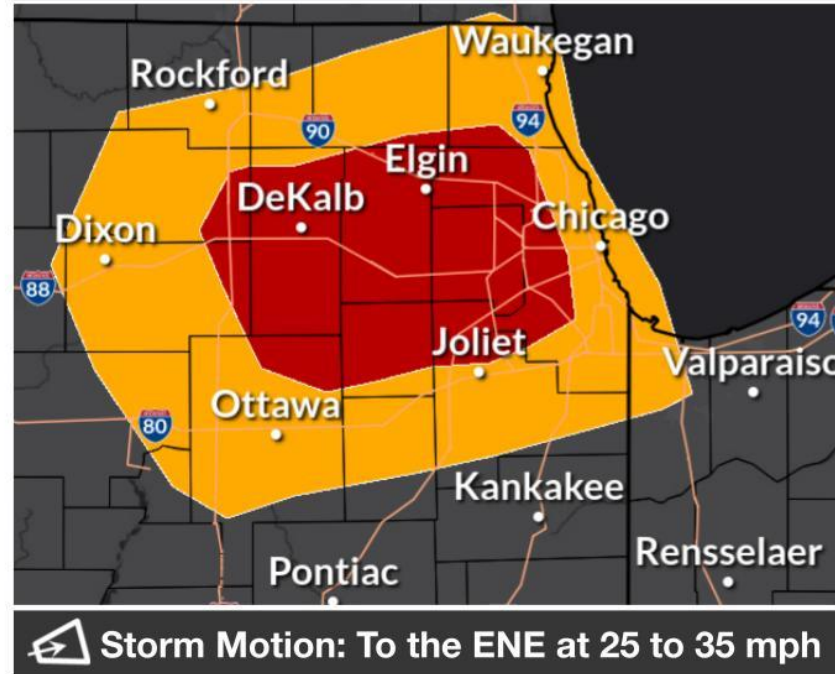 Waukegan
Rockford
90
94
Elgin
DeKalb
Chicago
Dixon
88
94
Joliet
Valparaiso
Ottawa
80
Kankakee
Rensselaer
Pontiac
Storm Motion: To the ENE at 25 to 35 mph